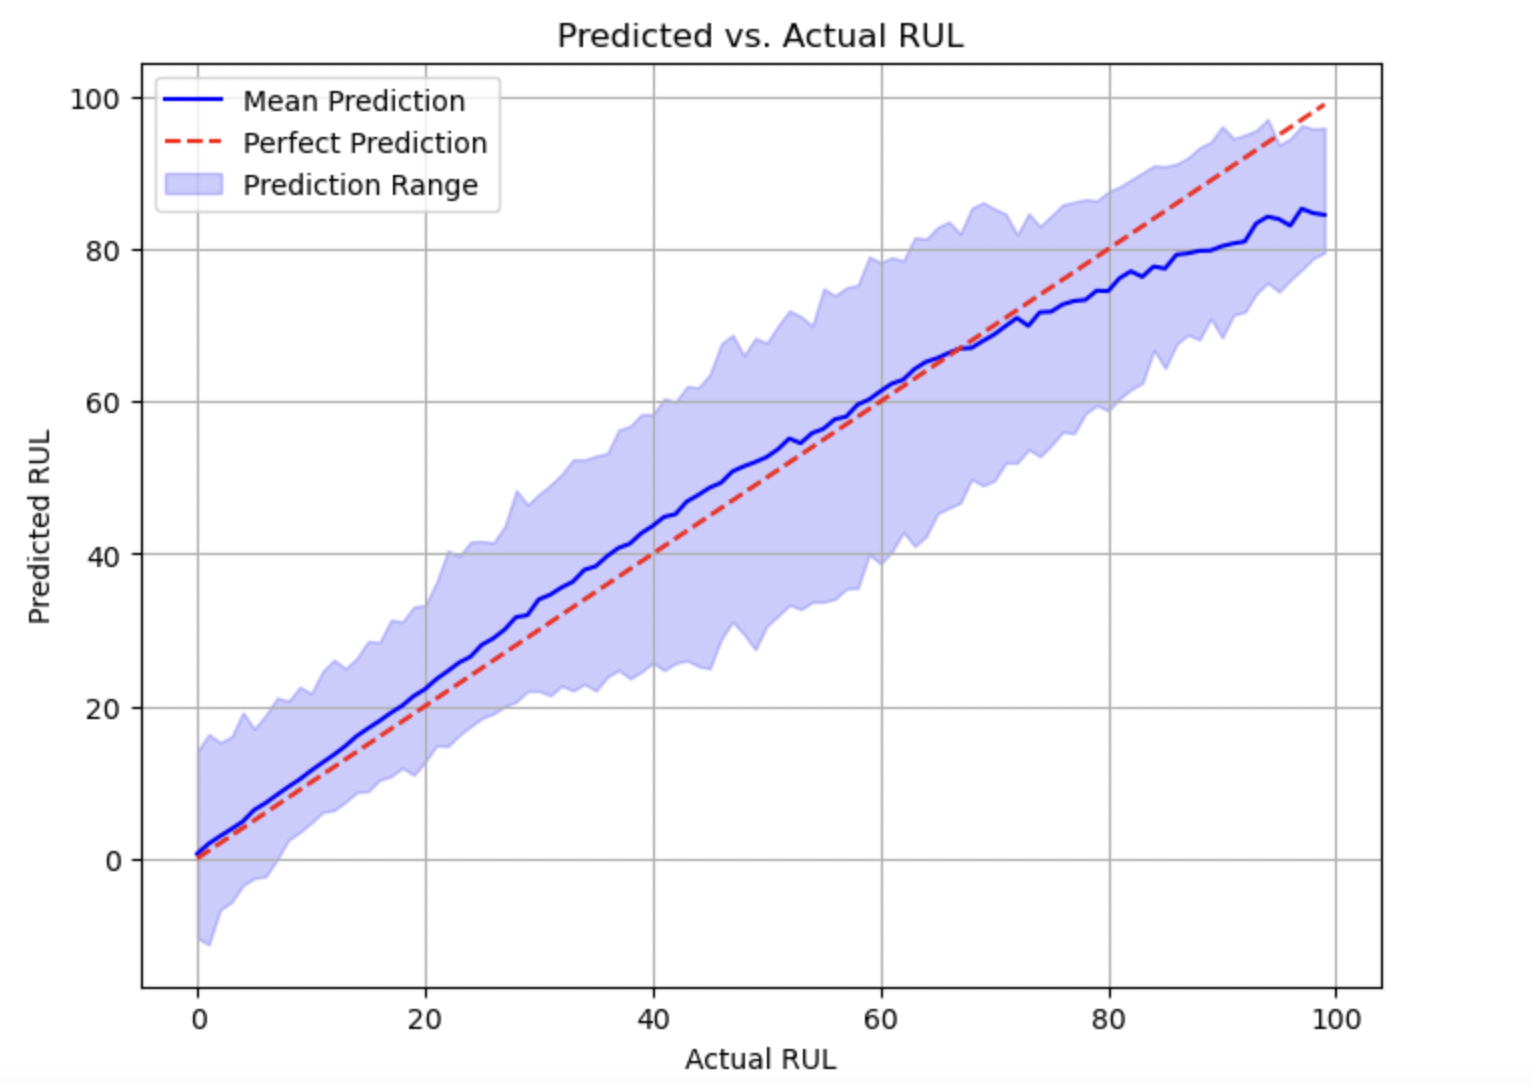 Predicted vs. Actual RUL
Mean Prediction
Perfect Prediction
Prediction Range
100
80
60
40
20
0
Predicted RUL
0 20 40 60 80 100
Actual RUL